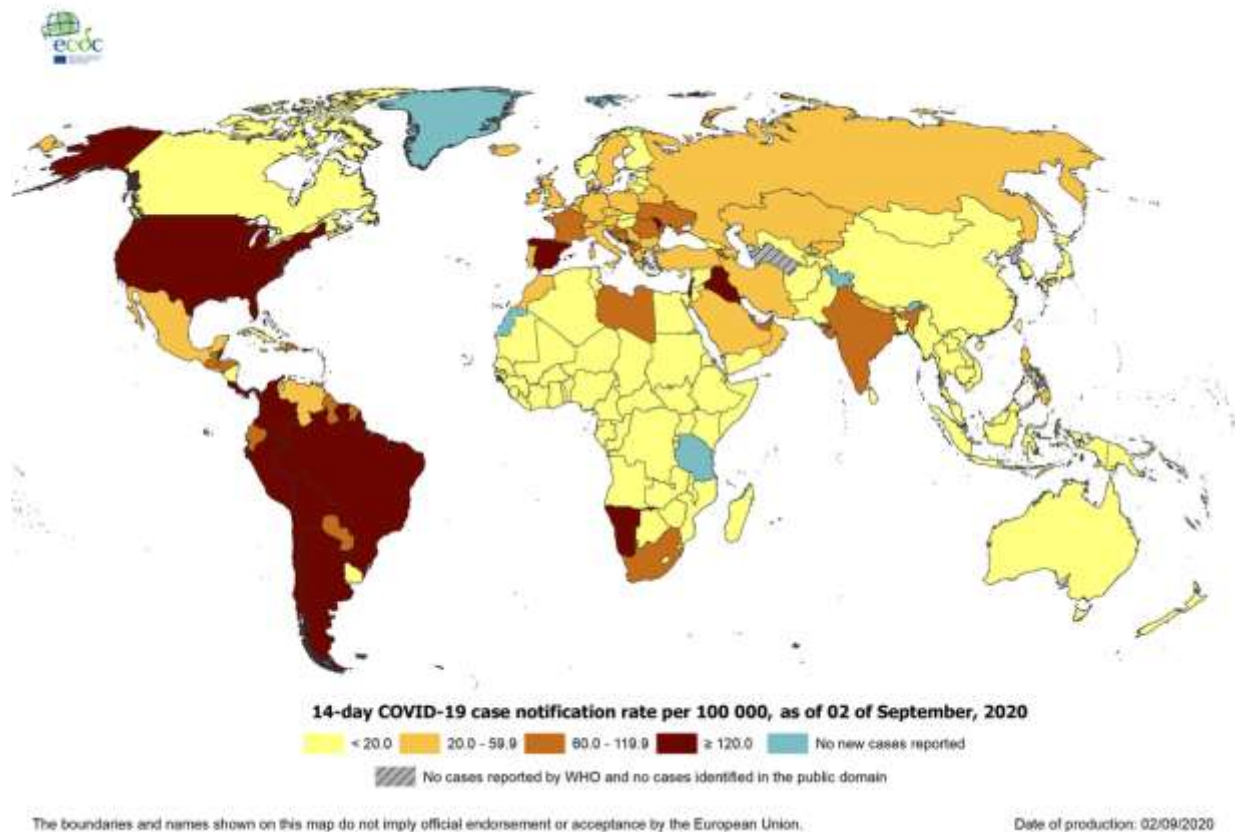 ecdc
14-day COVID-19 case notification rate per 100 000, as of 02 of September, 2020
< 20.0 20.0 - 59.9 60.0 - 119.9 ≥ 120.0 No new cases reported
No cases reported by WHO and no cases identified in the public domain
The boundaries and names shown on this map do not imply official endorsement or acceptance by the European Union. Date of production: 02/09/2020